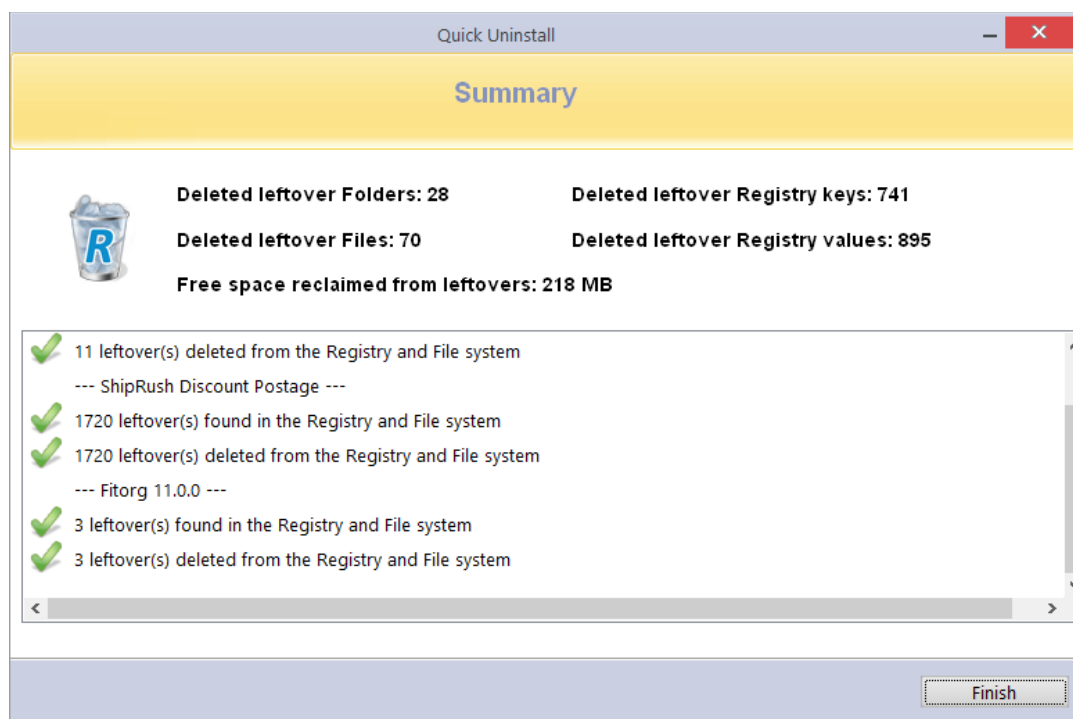 Quick Uninstall
Summary
Deleted leftover Folders: 28
Deleted leftover Registry keys: 741
Deleted leftover Files: 70
Deleted leftover Registry values: 895
Free space reclaimed from leftovers: 218 MB
R
11 leftover(s) deleted from the Registry and File system
--- ShipRush Discount Postage ---
1720 leftover(s) found in the Registry and File system
1720 leftover(s) deleted from the Registry and File system
--- Fitorg 11.0.0 ---
3 leftover(s) found in the Registry and File system
3 leftover(s) deleted from the Registry and File system
Finish